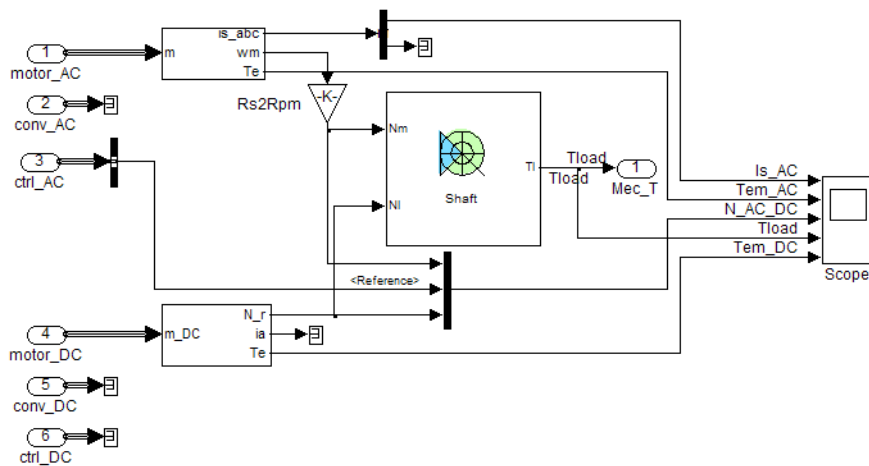 1
motor_AC
2
conv_AC
3
ctrl_AC
m
is_abc
wm
Te
-K-
Rs2Rpm
Nm
Nl
Shaft
Tl
Tload
Tload
1
Mec_T
Is_AC
Tem_AC
N_AC_DC
Tload
Tem_DC
Scope
<Reference>
4
motor_DC
m_DC
N_r
ia
Te
5
conv_DC
6
ctrl_DC